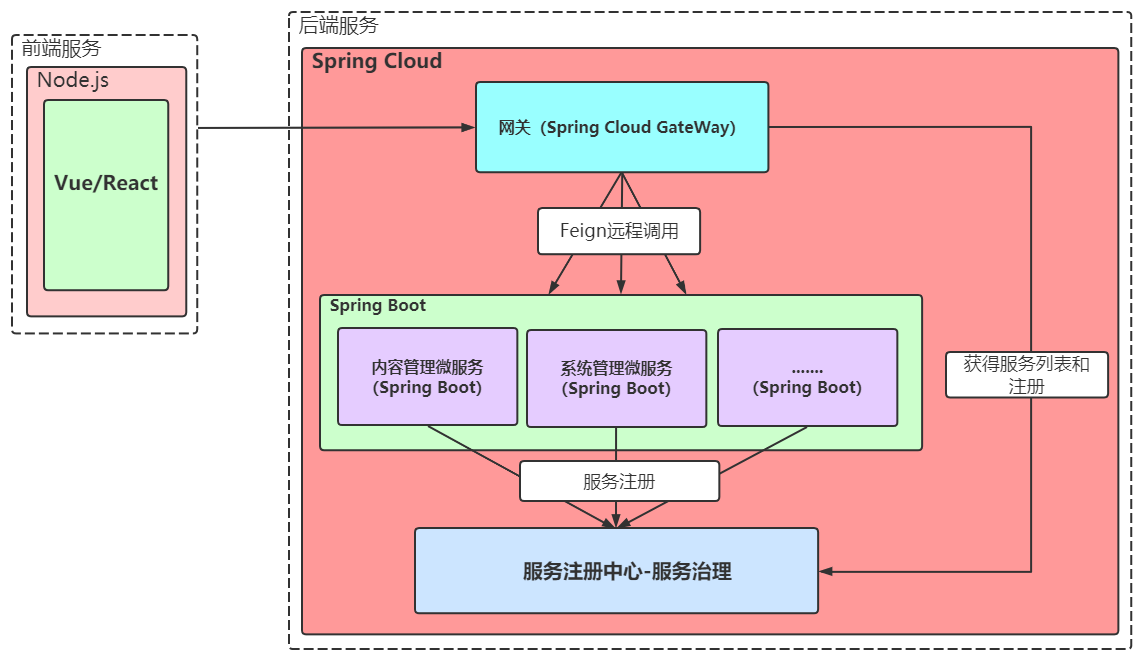 前端服务
Node.js
Vue/React
后端服务
Spring Cloud
网关（Spring Cloud GateWay）
Feign远程调用
Spring Boot
内容管理微服务
（Spring Boot）
系统管理微服务
（Spring Boot）
.......
（Spring Boot）
获得服务列表和
注册
服务注册
服务注册中心-服务治理